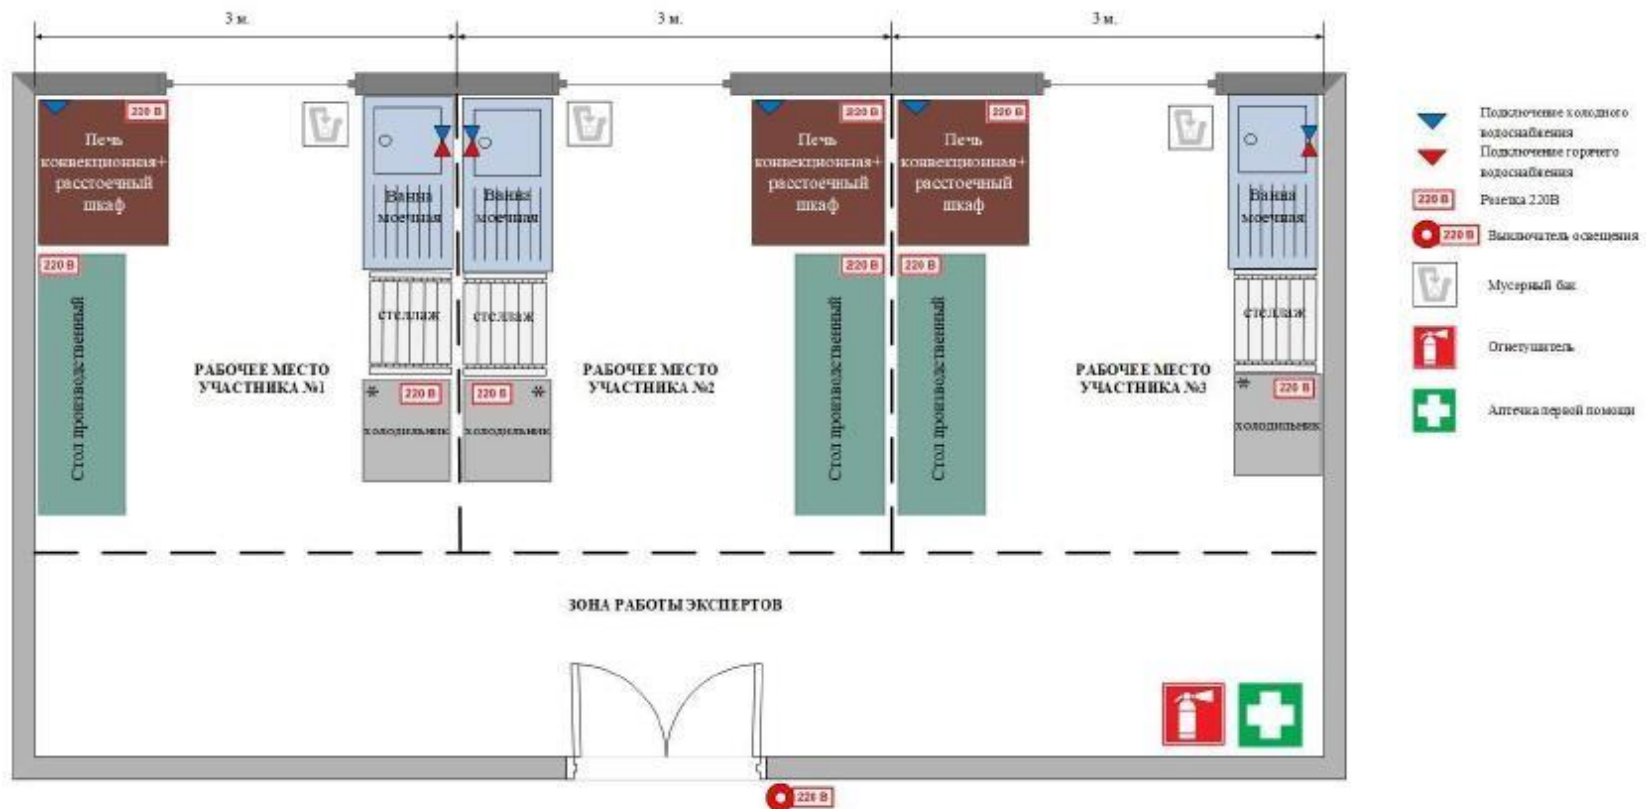 3 м.
3 м.
3 м.
220 В
Печь
конвекционная+
расстоечный
шкаф
Ванна
моечная
Ванна
моечная
220 В
Печь
конвекционная+
расстоечный
шкаф
220 В
Печь
конвекционная+
расстоечный
шкаф
Ванна
моечная
220 В
Стол производственный
стеллаж
стеллаж
220 В
Стол производственный
220 В
Стол производственный
стеллаж
РАБОЧЕЕ МЕСТО
УЧАСТНИКА №1
* 220 В
холодильник
220 В *
холодильник
РАБОЧЕЕ МЕСТО
УЧАСТНИКА №2
РАБОЧЕЕ МЕСТО
УЧАСТНИКА №3
* 220 В
холодильник
ЗОНА РАБОТЫ ЭКСПЕРТОВ
220 В
Подключение холодного
водоснабжения
Подключение горячего
водоснабжения
220 В Розетка 220В
220 В Выключатель освещения
Мусорный бак
Огнетушитель
Аптечка первой помощи